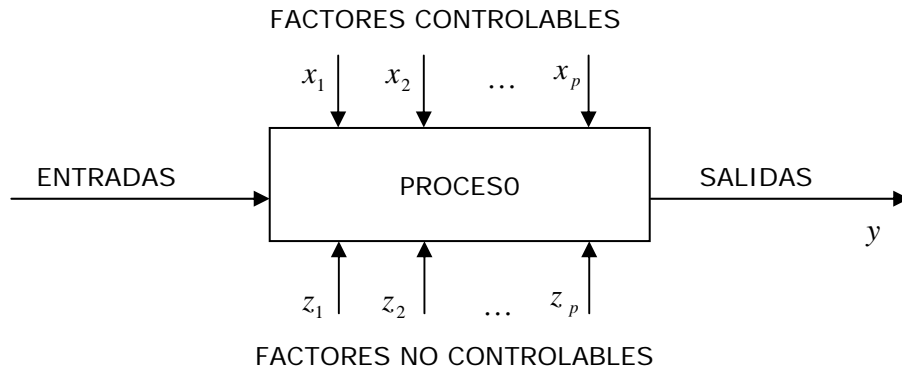 FACTORES CONTROLABLES
x1 x2 ... xp
ENTRADAS PROCES0 SALIDAS
y
z1 z2 ... zp
FACTORES NO CONTROLABLES